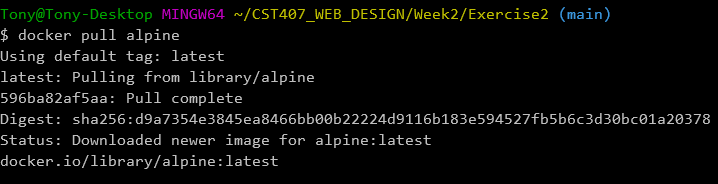 Tony@Tony-Desktop MINGW64 ~/CST407_WEB_DESIGN/Week2/Exercise2 (main)
$ docker pull alpine
Using default tag: latest
latest: Pulling from library/alpine
596ba82af5aa: Pull complete
Digest: sha256:d9a7354e3845ea8466bb00b22224d9116b183e594527fb5b6c3d30bc01a20378
Status: Downloaded newer image for alpine:latest
docker.io/library/alpine:latest